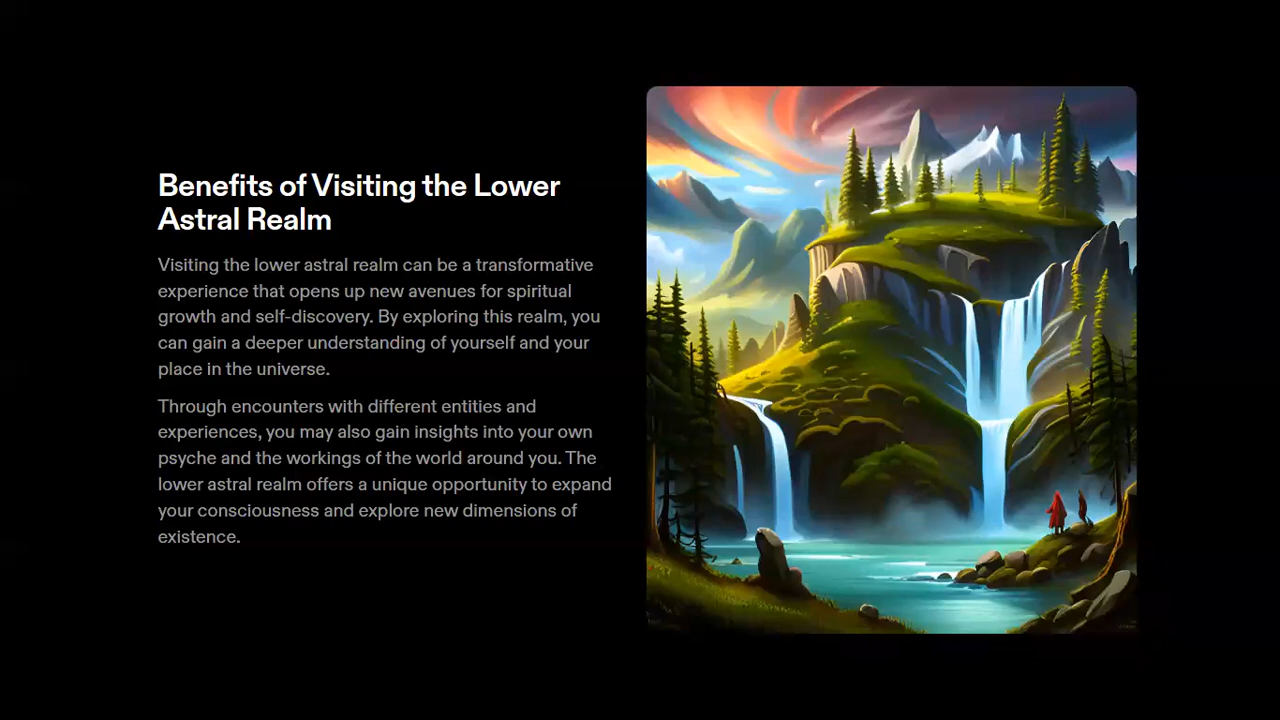 Benefits of Visiting the Lower
Astral Realm
Visiting the lower astral realm can be a transformative
experience that opens up new avenues for spiritual
growth and self-discovery. By exploring this realm, you
can gain a deeper understanding of yourself and your
place in the universe.
Through encounters with different entities and
experiences, you may also gain insights into your own
psyche and the workings of the world around you. The
lower astral realm offers a unique opportunity to expand
your consciousness and explore new dimensions of
existence.